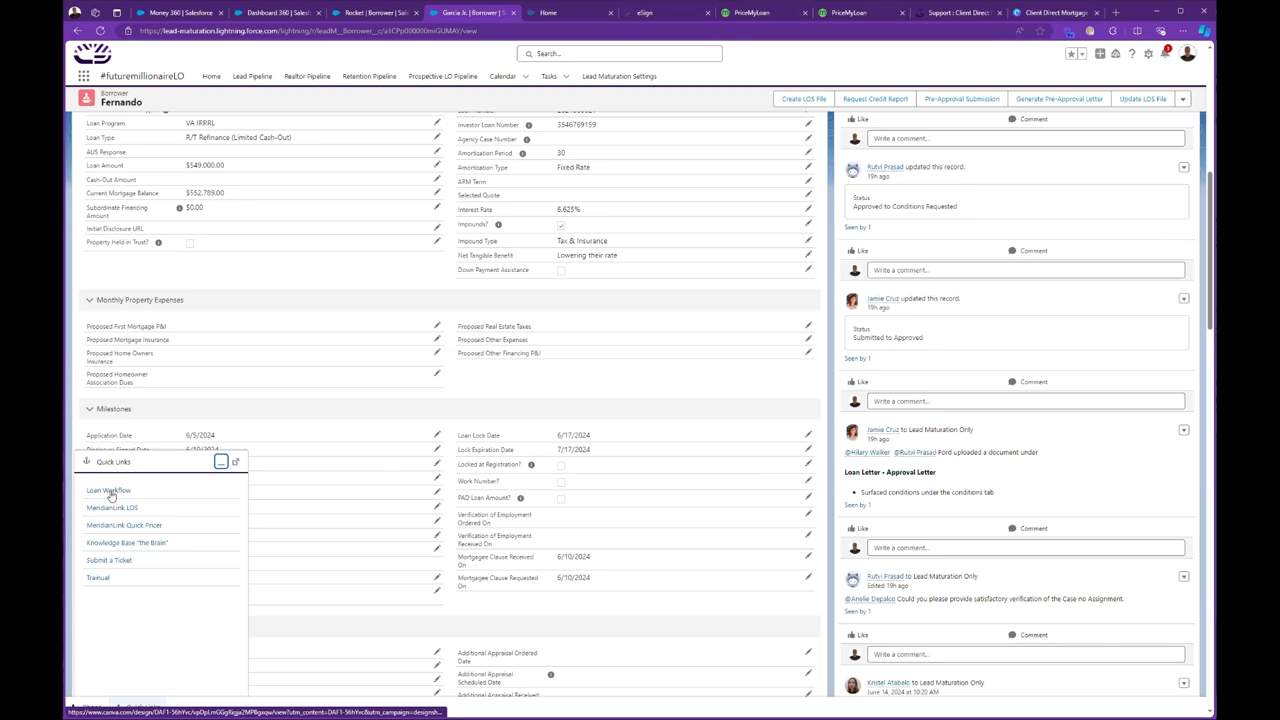 Money 360 | Salesforce
Dashboard 360 | Salesforce
Rocket | Borrower | Salesforce
Garcia Jr. | Borrower | S
Home
eSign
PriceMyLoan
PriceMyLoan
Support : Client Direct
Client Direct Mortgage
https://lead-maturation.lightning.force.com/lightning/r/leadM__Borrower__c/a1CPp000000miGIJMAY/view
Search...
#futuremillionaireLO
Home
Lead Pipeline
Realtor Pipeline
Retention Pipeline
Prospective LO Pipeline
Calendar
Tasks
Lead Maturation Settings
Borrower
Fernando
Create LOS File
Request Credit Report
Pre-Approval Submission
Generate Pre-Approval Letter
Update LOS File
Loan Program VA IRRRL
Loan Type R/T Refinance (Limited Cash-Out)
AUS Response
Loan Amount $549,000.00
Cash-Out Amount
Current Mortgage Balance $552,789.00
Subordinate Financing Amount $0.00
Initial Disclosure URL
Property Held in Trust?
Investor Loan Number 3546769159
Agency Case Number
Amortization Period 30
Amortization Type Fixed Rate
ARM Term
Selected Quote
Interest Rate 6.625%
Impounds?
Impound Type Tax & Insurance
Net Tangible Benefit Lowering their rate
Down Payment Assistance
Monthly Property Expenses
Proposed First Mortgage P&I
Proposed Mortgage Insurance
Proposed Home Owners
Insurance
Proposed Homeowner
Association Dues
Proposed Real Estate Taxes
Proposed Other Expenses
Proposed Other Financing P&I
Milestones
Application Date 6/5/2024
Disclosure Signed Date 6/10/2024
Loan Lock Date 6/17/2024
Lock Expiration Date 7/17/2024
Locked at Registration?
Work Number?
PAD Loan Amount?
Verification of Employment
Ordered On
Verification of Employment
Received On
Mortgagee Clause Received
On 6/10/2024
Mortgagee Clause Requested
On 6/10/2024
Additional Appraisal Ordered
Date
Additional Appraisal
Scheduled Date
Additional Appraisal Received
Quick Links
Loan Workflow
MeridianLink LOS
MeridianLink Quick Pricer
Knowledge Base "the Brain"
Submit a Ticket
Trainual
Like
Comment
Write a comment...
Rutvi Prasad updated this record.
19h ago
Status
Approved to Conditions Requested
Seen by 1
Like
Comment
Write a comment...
Jamie Cruz updated this record.
19h ago
Status
Submitted to Approved
Seen by 1
Like
Comment
Write a comment...
Jamie Cruz to Lead Maturation Only
19h ago
@Hilary Walker @Rutvi Prasad Ford uploaded a document under
Loan Letter • Approval Letter
• Surfaced conditions under the conditions tab
Seen by 1
Like
Comment
Write a comment...
Rutvi Prasad to Lead Maturation Only
Edited 19h ago
@Anelie Depalco Could you please provide satisfactory verification of the Case no Assignment.
Seen by 1
Like
Comment
Write a comment...
Kristel Atabelo to Lead Maturation Only
June 14, 2024 at 10:20 AM